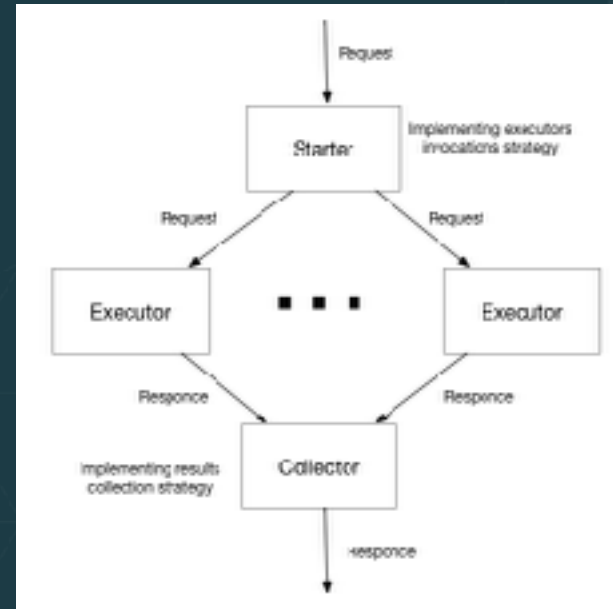 Request
Starter
Implementing executors
invocations strategy
Request
Request
Executor
Executor
Responce
Responce
Implementing results
collection strategy
Collector
Responce